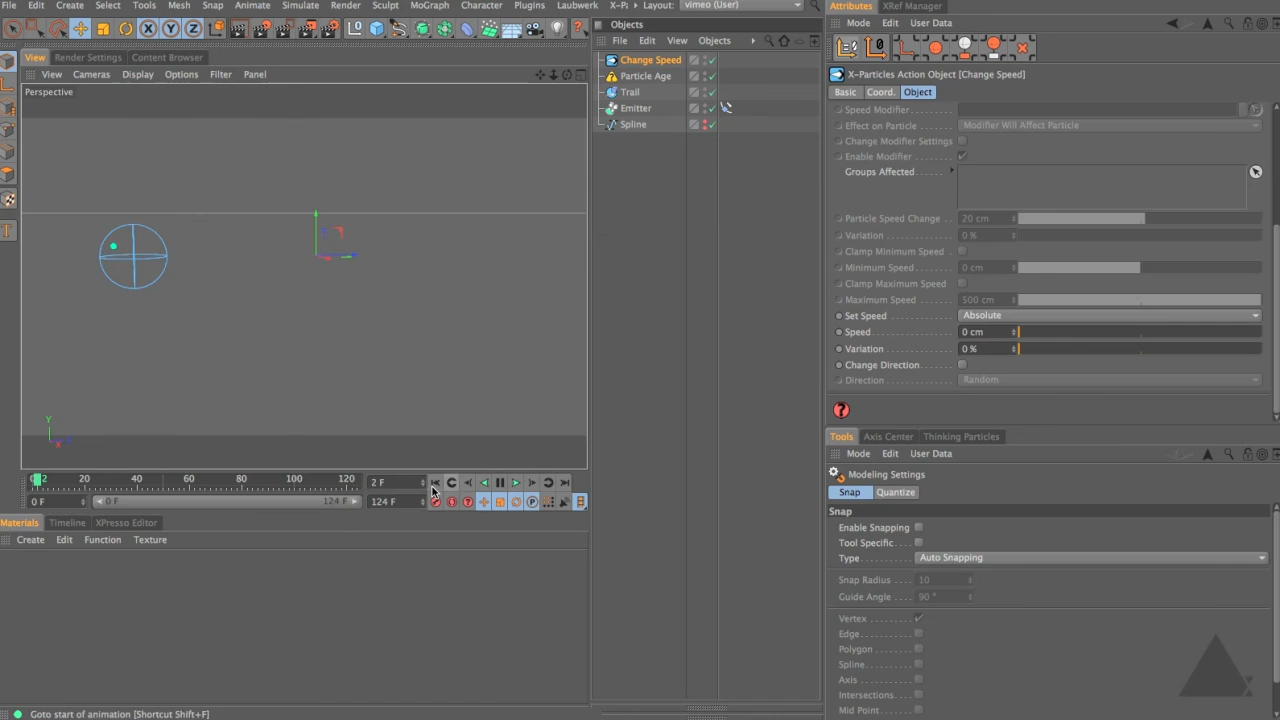 File Edit Create Select Tools Mesh Snap Animate Simulate Render Sculpt MoGraph Character Plugins Laubwerk X-Pa Layout: vimeo (User)
Attributes XRef Manager
Objects
Mode Edit User Data
File Edit View Objects
View Render Settings Content Browser
View Cameras Display Options Filter Panel
Perspective
Change Speed
Particle Age
Trail
Emitter
Spline
X-Particles Action Object [Change Speed]
Basic Coord. Object
Speed Modifier
Effect on Particle Modifier Will Affect Particle
Change Modifier Settings
Enable Modifier
Groups Affected
Particle Speed Change 20 cm
Variation 0 %
Clamp Minimum Speed
Minimum Speed 0 cm
Clamp Maximum Speed
Maximum Speed 500 cm
Set Speed Absolute
Speed 0 cm
Variation 0 %
Change Direction
Direction Random
Y
X
0 2 20 40 60 80 100 120 2 F
0 F 0 F 124 F 124 F
Materials Timeline XPresso Editor
Create Edit Function Texture
Tools Axis Center Thinking Particles
Mode Edit User Data
Modeling Settings
Snap Quantize
Snap
Enable Snapping
Tool Specific
Type Auto Snapping
Snap Radius 10
Guide Angle 90 °
Vertex
Edge
Polygon
Spline
Axis
Intersections
Mid Point
Goto start of animation [Shortcut Shift+F]